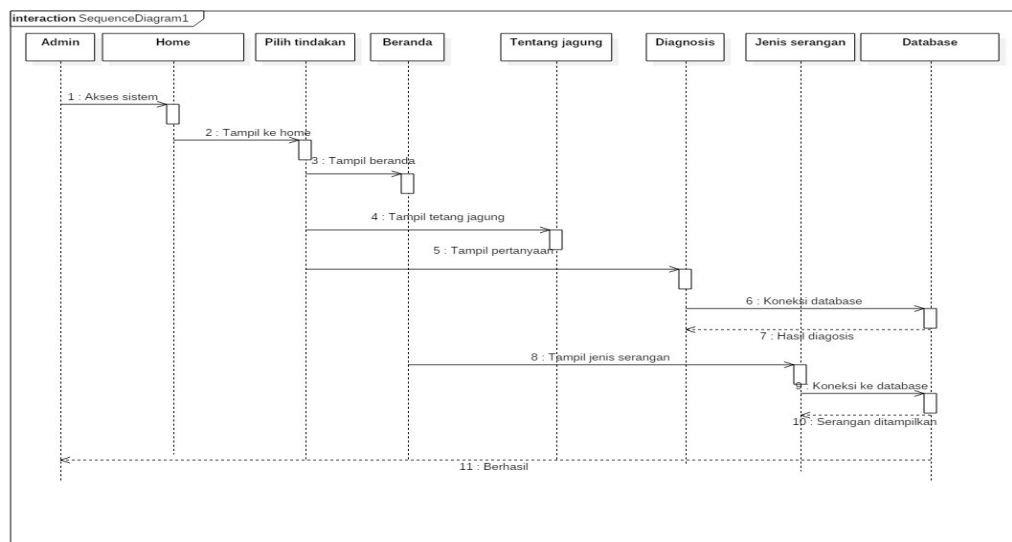 interaction SequenceDiagram1
Admin
Home
Pilih tindakan
Beranda
Tentang jagung
Diagnosis
Jenis serangan
Database
1 : Akses sistem
2 : Tampil ke home
3 : Tampil beranda
4 : Tampil tetang jagung
5 : Tampil pertanyaan
6 : Koneksi database
7 : Hasil diagosis
8 : Tampil jenis serangan
9 : Koneksi ke database
10 : Serangan ditampilkan
11 : Berhasil